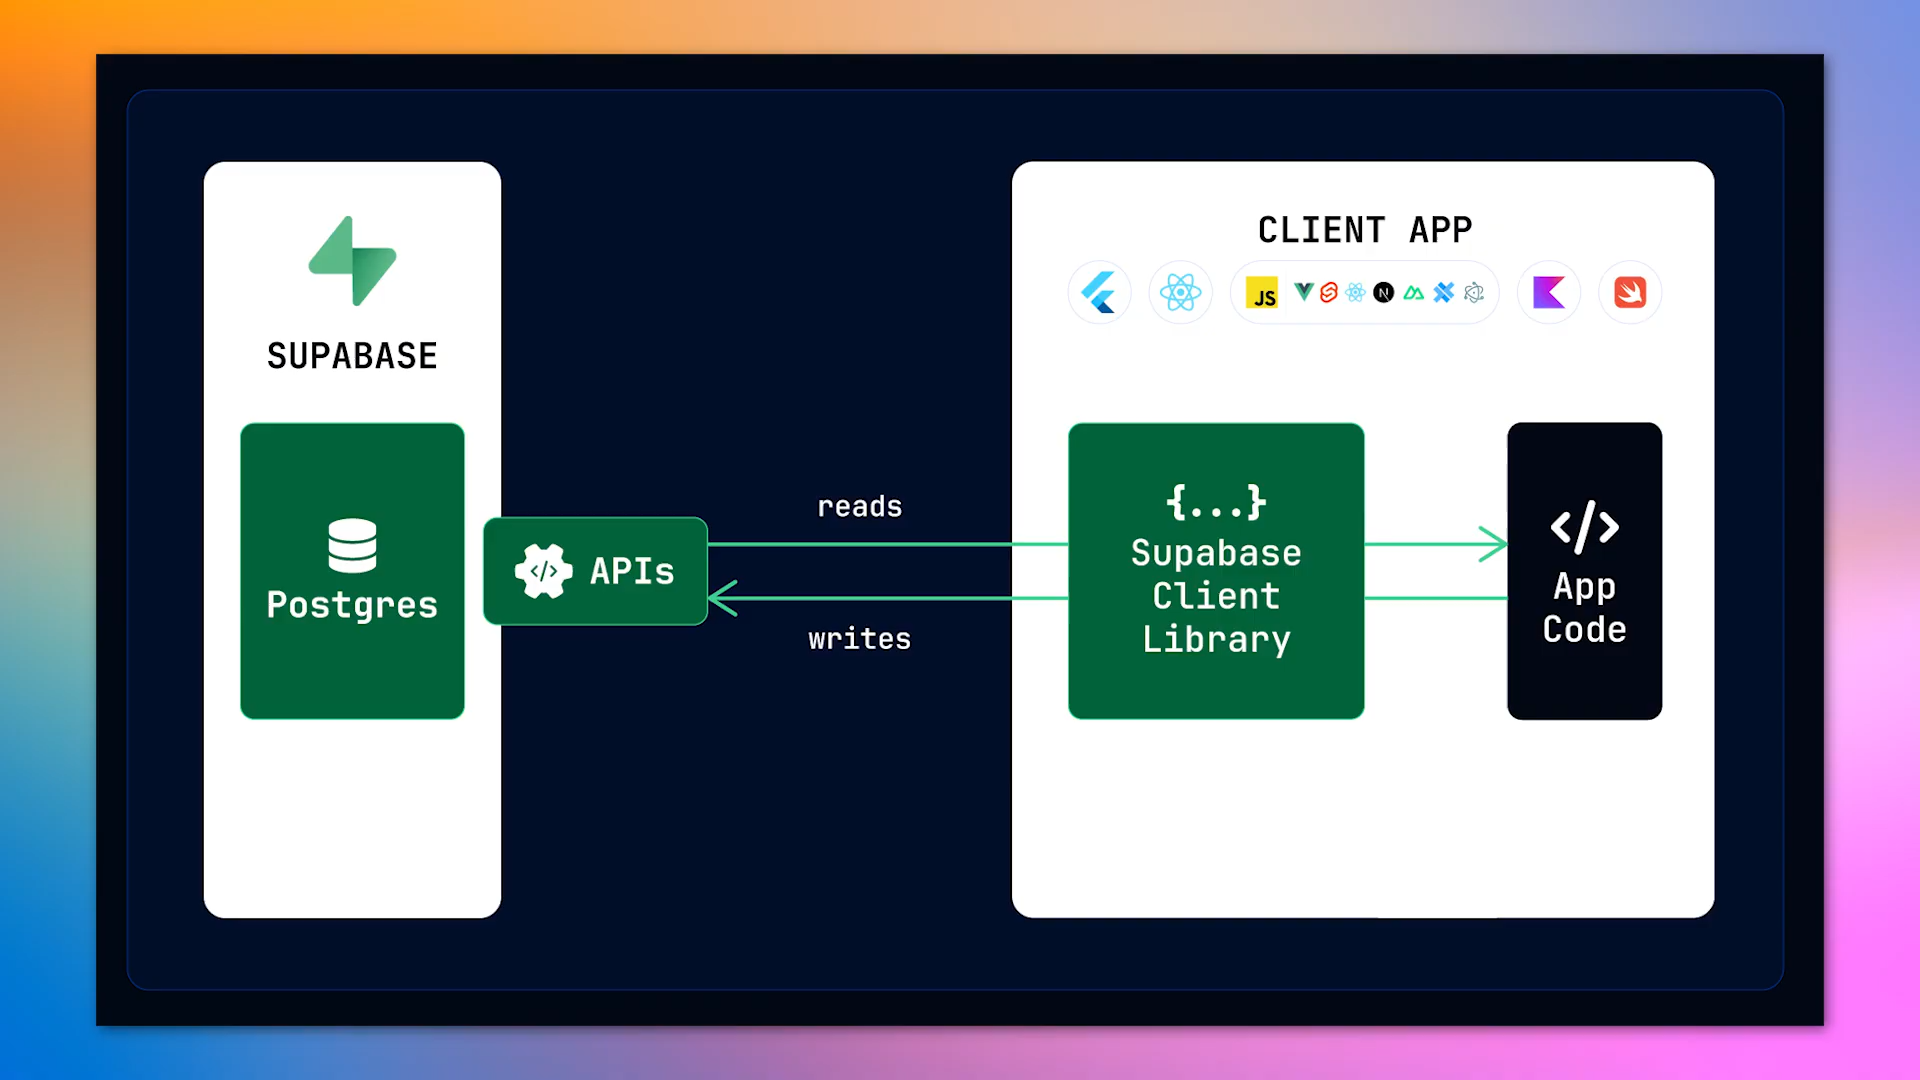 SUPABASE
Postgres
APIs
reads
writes
CLIENT APP
JS
N
{...}
Supabase
Client
Library
</>
App
Code